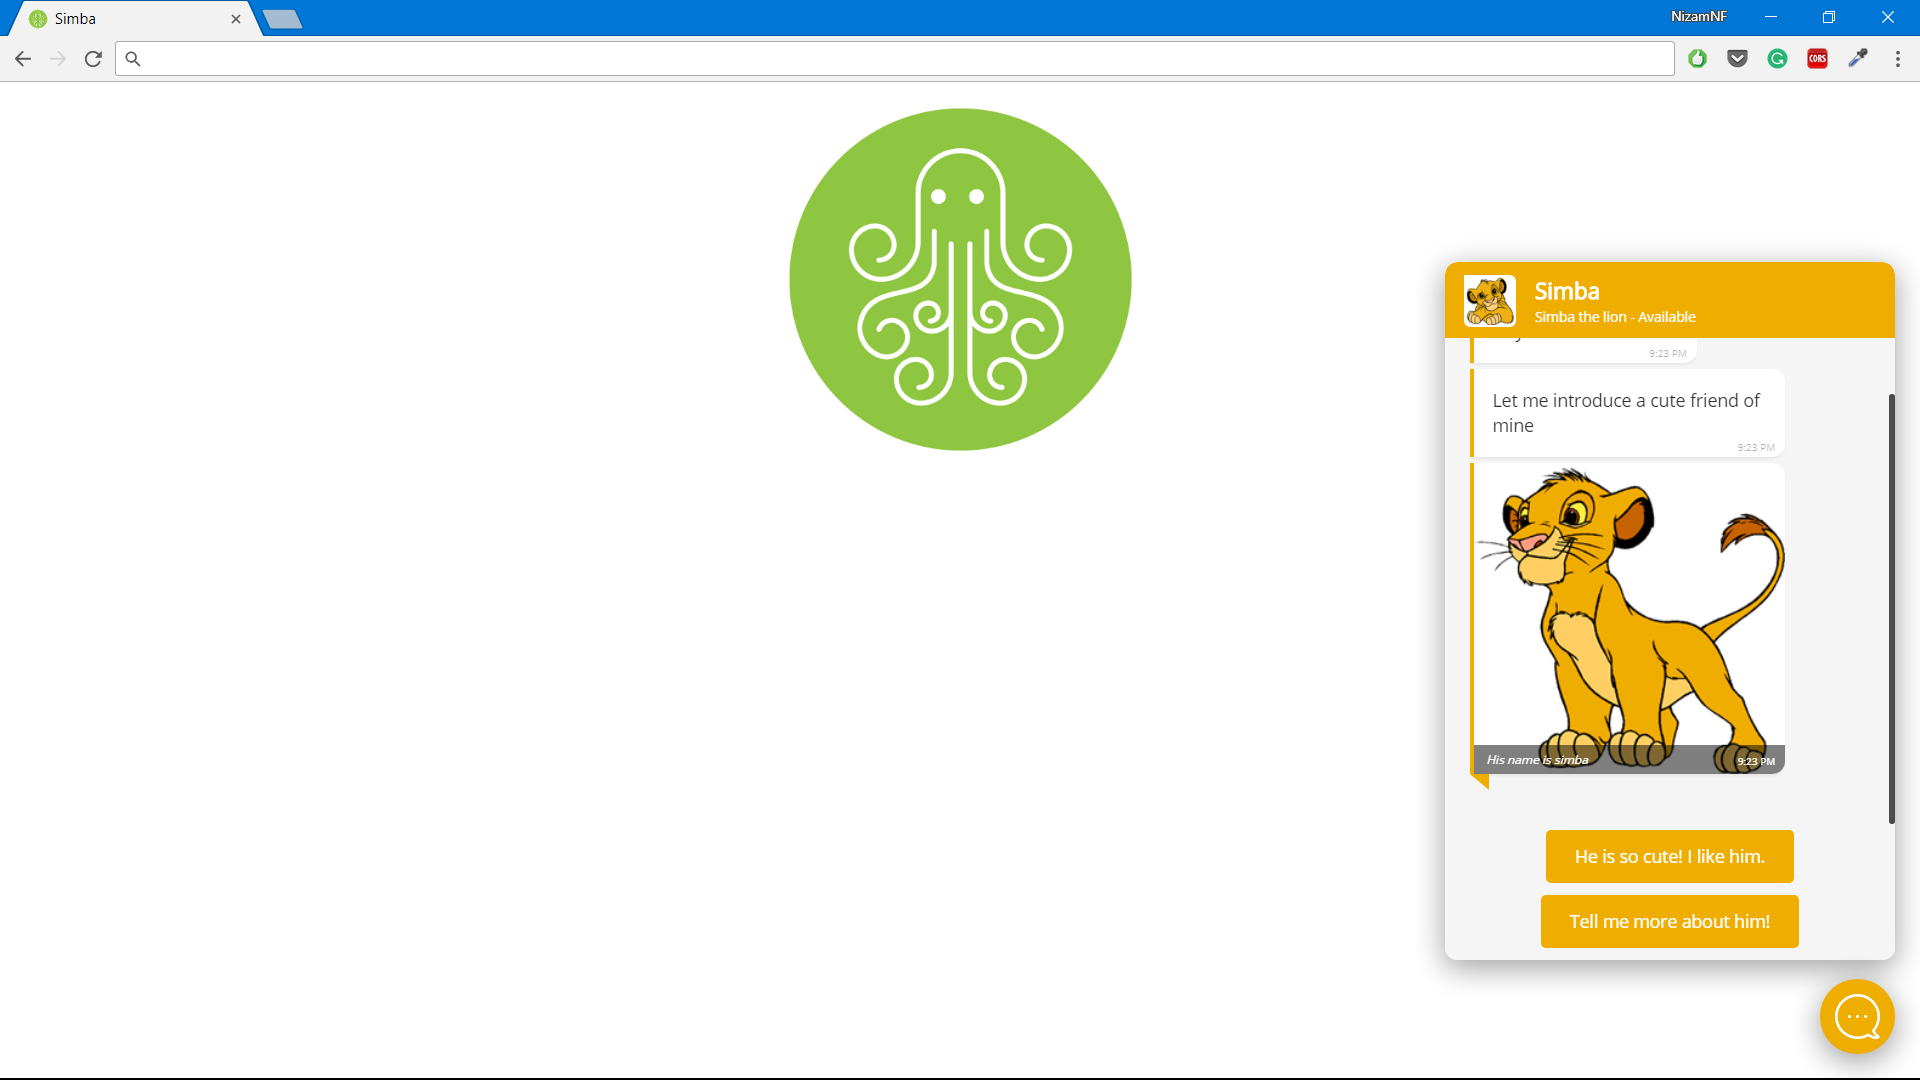 Simba
NizamNF
CORS
Simba
Simba the lion - Available
9:23 PM
Let me introduce a cute friend of
mine
9:23 PM
His name is simba
9:23 PM
He is so cute! I like him.
Tell me more about him!